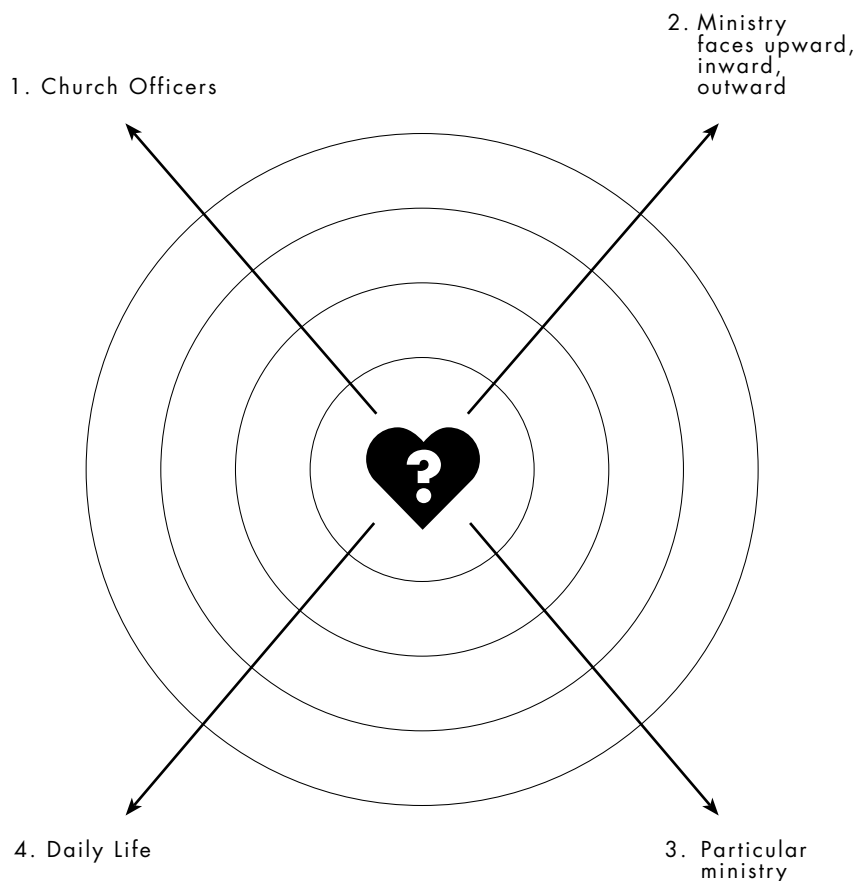 1. Church Officers
2. Ministry
faces upward,
inward,
outward
?
4. Daily Life
3. Particular
ministry